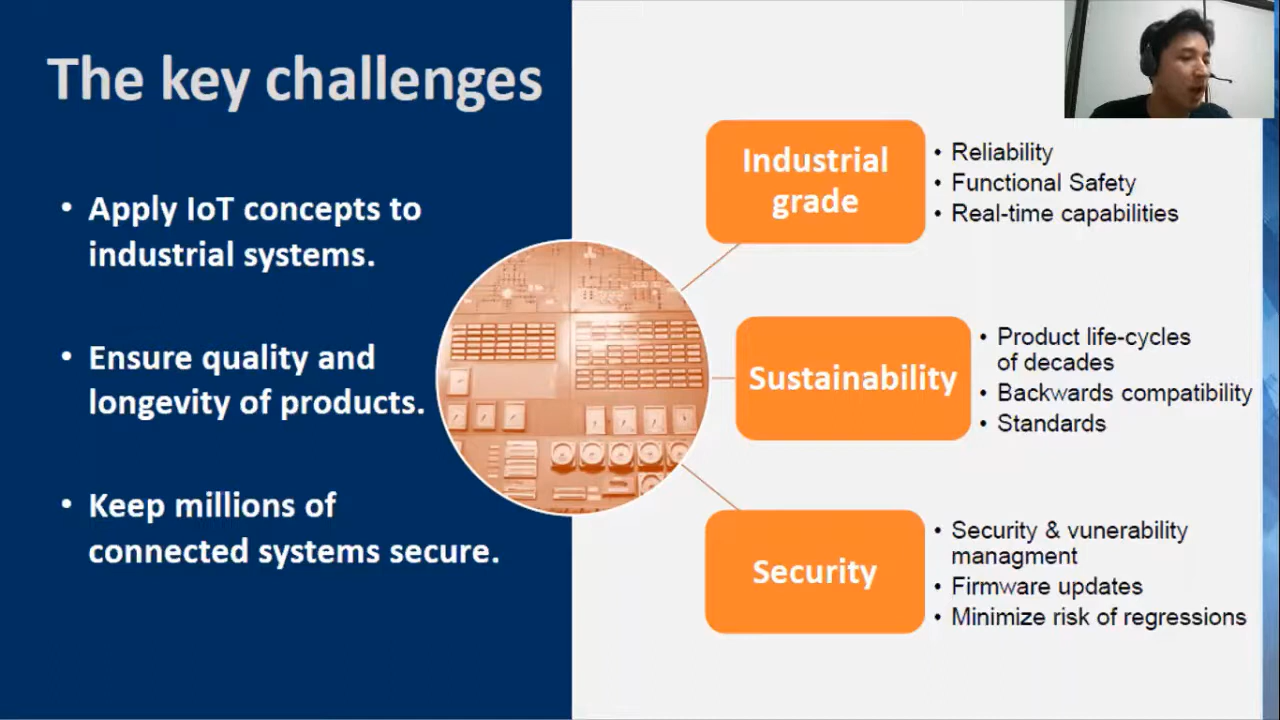 The key challenges
• Apply IoT concepts to
industrial systems.
• Ensure quality and
longevity of products.
• Keep millions of
connected systems secure.
Industrial
grade
• Reliability
• Functional Safety
• Real-time capabilities
Sustainability
• Product life-cycles
of decades
• Backwards compatibility
• Standards
Security
• Security & vunerability
managment
• Firmware updates
• Minimize risk of regressions